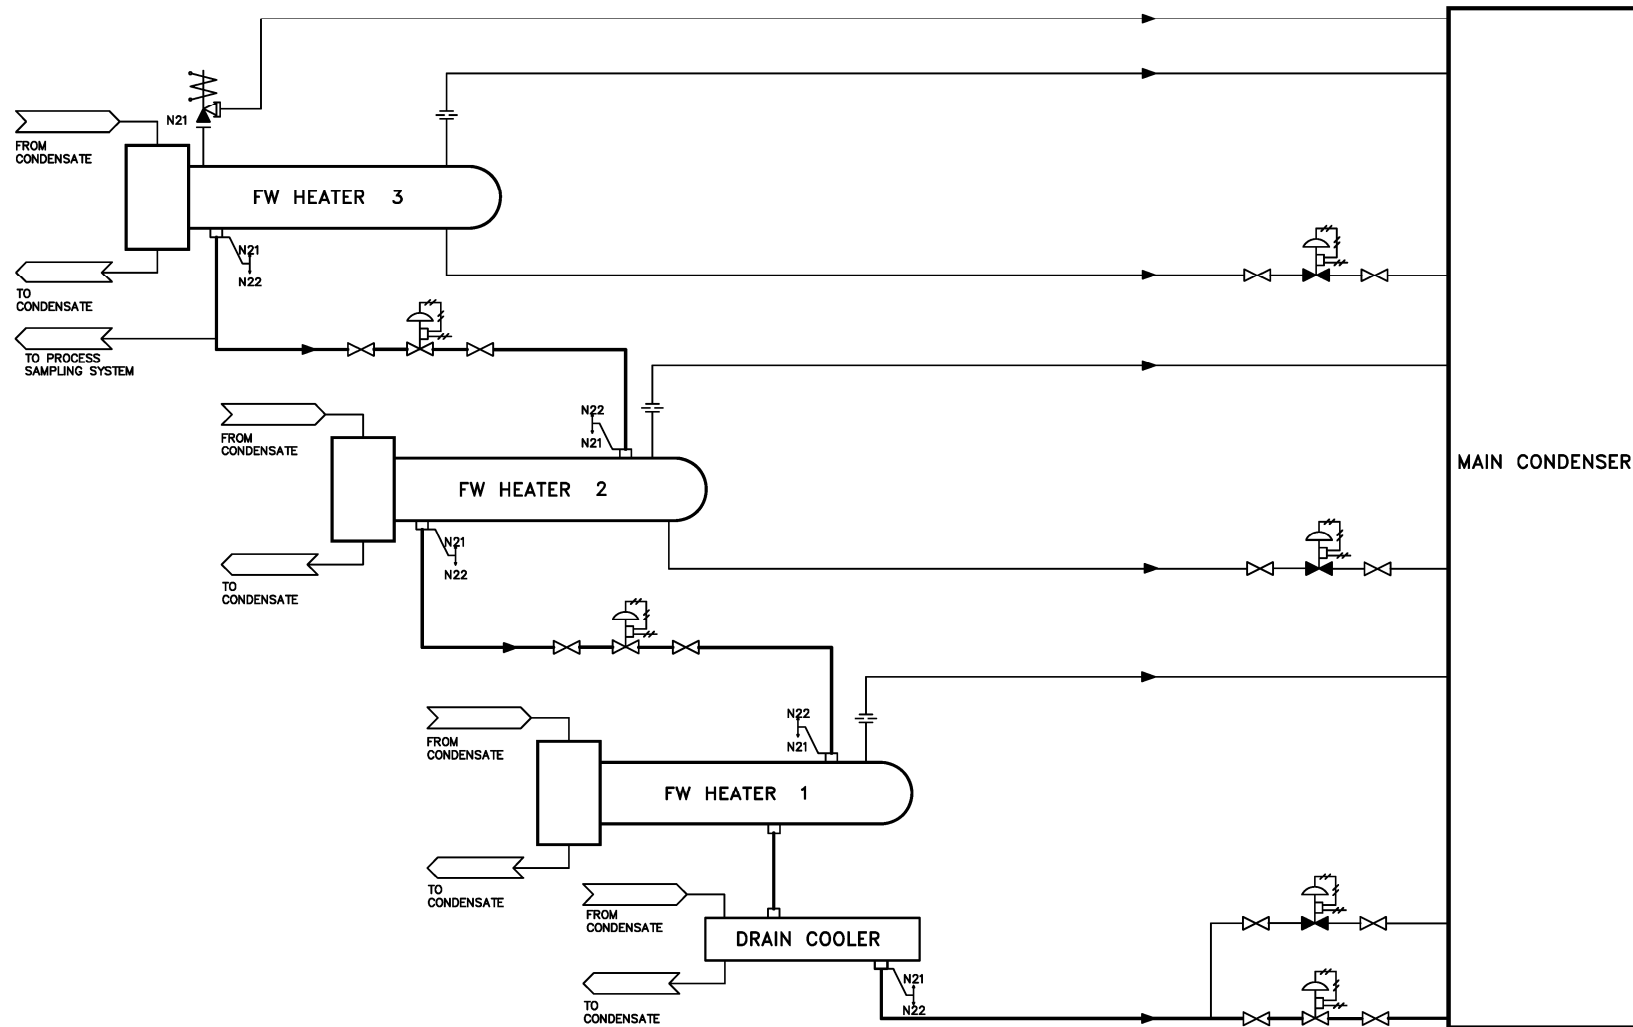 N21
FROM
CONDENSATE
FW HEATER 3
N21
N22
TO
CONDENSATE
TO PROCESS
SAMPLING SYSTEM
N22
N21
FROM
CONDENSATE
MAIN CONDENSER
FW HEATER 2
N21
N22
TO
CONDENSATE
N22
N21
FROM
CONDENSATE
FW HEATER 1
TO
CONDENSATE
FROM
CONDENSATE
DRAIN COOLER
N21
N22
TO
CONDENSATE